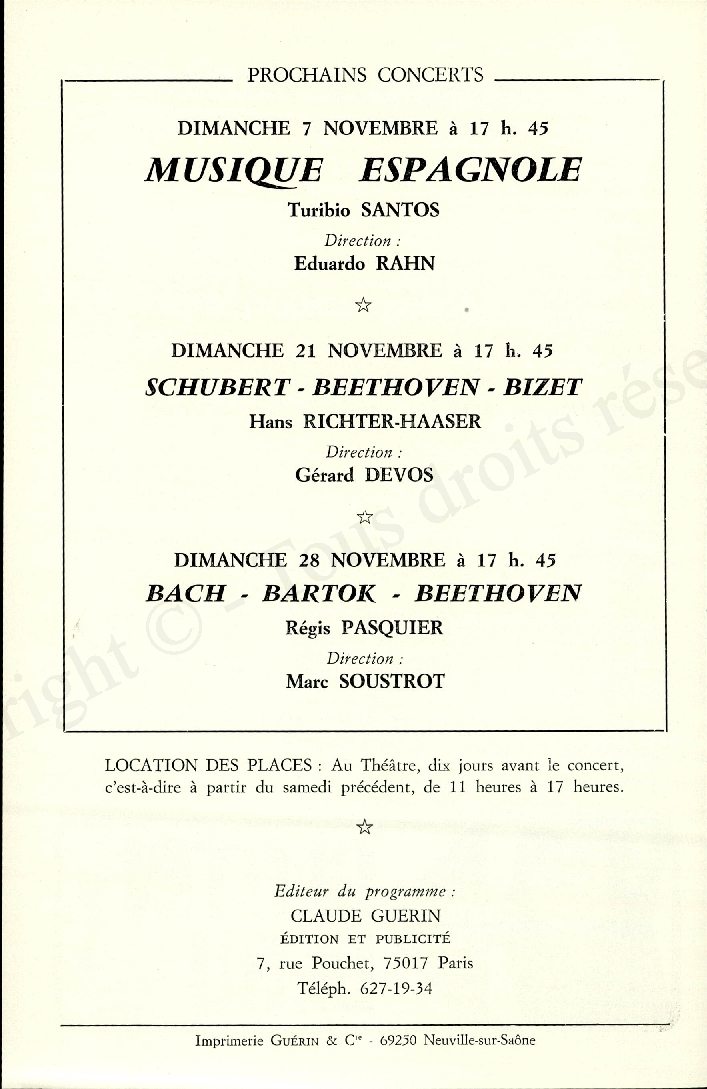 PROCHAINS CONCERTS
DIMANCHE 7 NOVEMBRE à 17 h. 45
MUSIQUE ESPAGNOLE
Turibio SANTOS
Direction :
Eduardo RAHN
☆
DIMANCHE 21 NOVEMBRE à 17 h. 45
SCHUBERT - BEETHOVEN - BIZET
Hans RICHTER-HAASER
Direction :
Gérard DEVOS
☆
DIMANCHE 28 NOVEMBRE à 17 h. 45
BACH - BARTOK - BEETHOVEN
Régis PASQUIER
Direction :
Marc SOUSTROT
LOCATION DES PLACES : Au Théâtre, dix jours avant le concert,
c'est-à-dire à partir du samedi précédent, de 11 heures à 17 heures.
☆
Editeur du programme :
CLAUDE GUERIN
ÉDITION ET PUBLICITÉ
7, rue Pouchet, 75017 Paris
Téléph. 627-19-34
Imprimerie GUÉRIN & Cie - 69250 Neuville-sur-Saône
right © - Tous droits rése